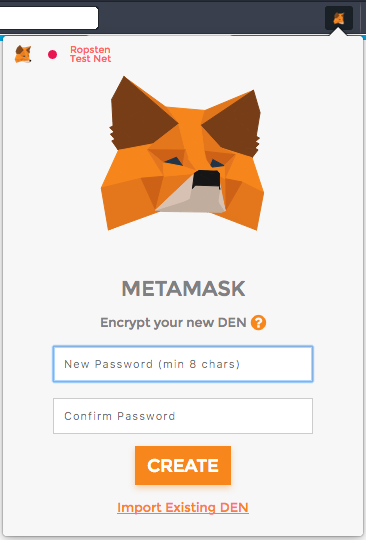 Ropsten
Test Net
METAMASK
Encrypt your new DEN ?
New Password (min 8 chars)
Confirm Password
CREATE
Import Existing DEN